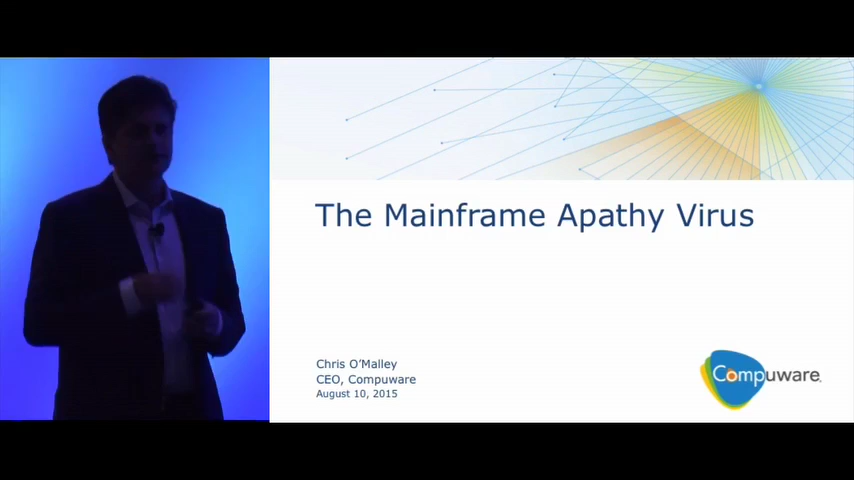 The Mainframe Apathy Virus
Chris O’Malley
CEO, Compuware
August 10, 2015
Compuware.